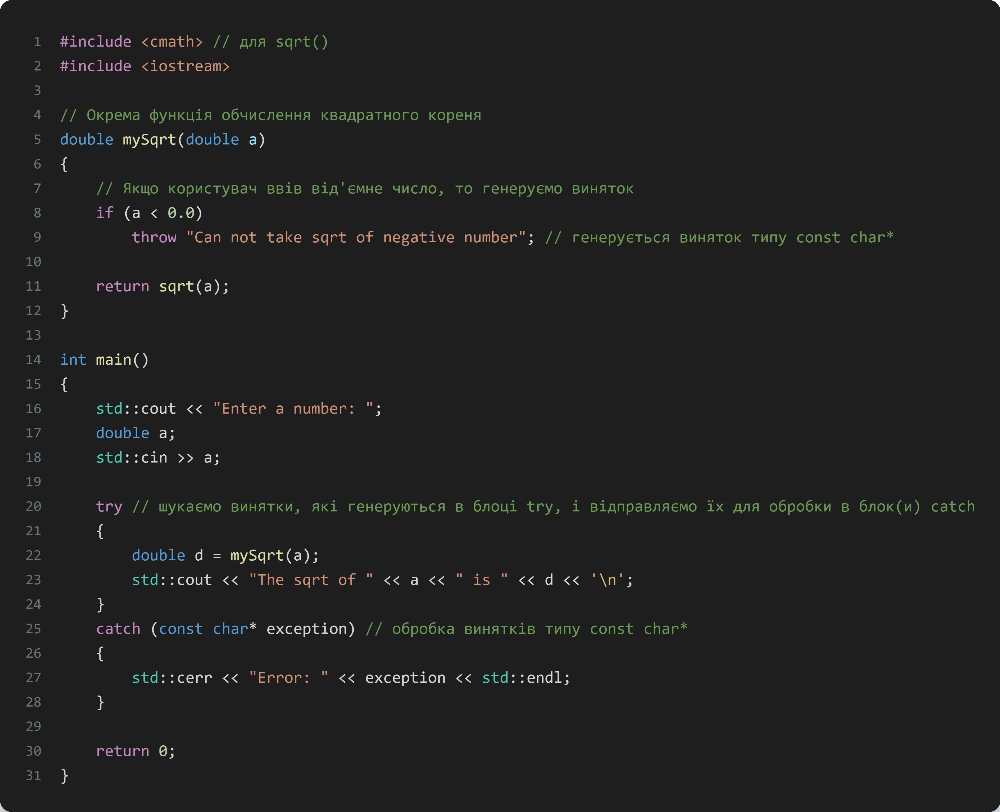 1 #include <cmath> // для sqrt()
2 #include <iostream>
3
4 // Окрема функція обчислення квадратного кореня
5 double mySqrt(double a)
6 {
7     // Якщо користувач ввів від'ємне число, то генеруємо виняток
8     if (a < 0.0)
9         throw "Can not take sqrt of negative number"; // генерується виняток типу const char*
10
11     return sqrt(a);
12 }
13
14 int main()
15 {
16     std::cout << "Enter a number: ";
17     double a;
18     std::cin >> a;
19
20     try // шукаємо винятки, які генеруються в блоці try, і відправляємо їх для обробки в блок(и) catch
21     {
22         double d = mySqrt(a);
23         std::cout << "The sqrt of " << a << " is " << d << '\n';
24     }
25     catch (const char* exception) // обробка винятків типу const char*
26     {
27         std::cerr << "Error: " << exception << std::endl;
28     }
29
30     return 0;
31 }